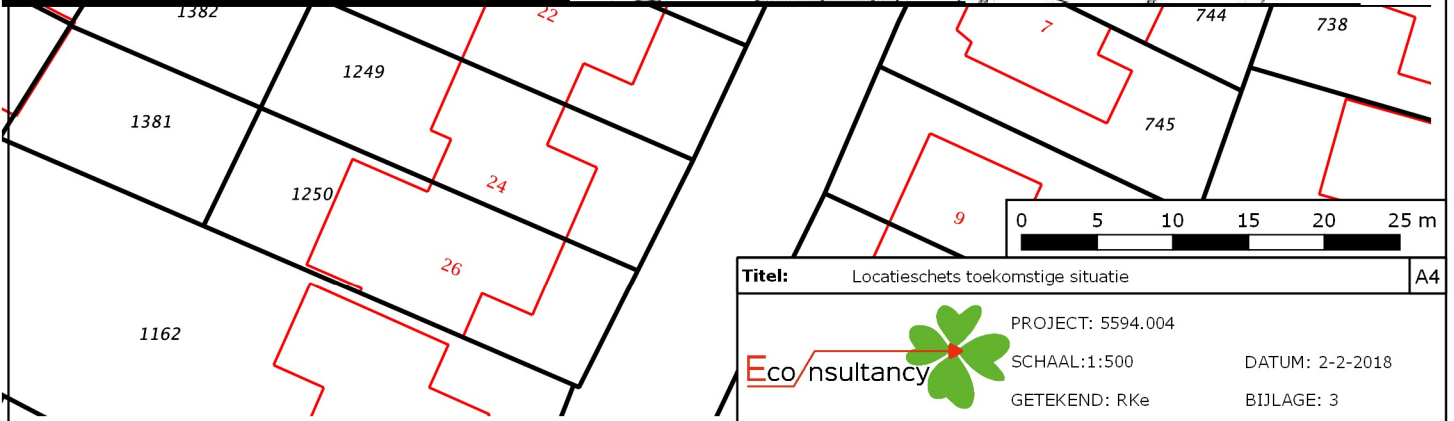 1382
22
7
744
738
1249
1381
745
24
1250
9
0 5 10 15 20 25 m
26
Titel: Locatieschets toekomstige situatie A4
1162
Eco nsultancy
PROJECT: 5594.004
SCHAAL:1:500 DATUM: 2-2-2018
GETEKEND: RKe BIJLAGE: 3